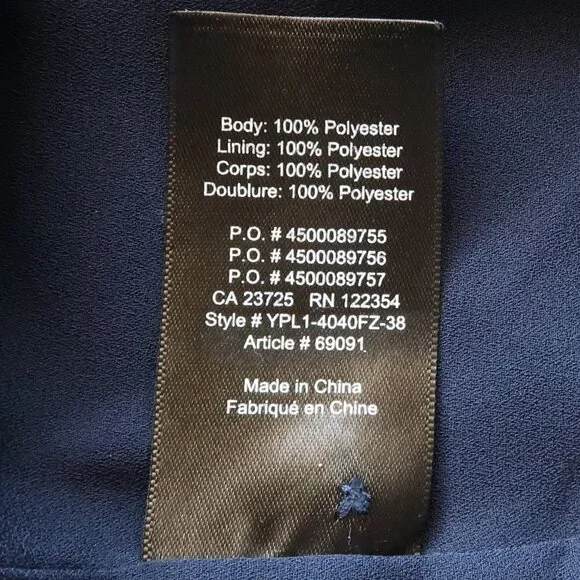 Body: 100% Polyester
Lining: 100% Polyester
Corps: 100% Polyester
Doublure: 100% Polyester
P.O. # 4500089755
P.O. # 4500089756
P.O. # 4500089757
CA 23725 RN 122354
Style # YPL1-4040FZ-38
Article # 69091
Made in China
Fabriqué en Chine